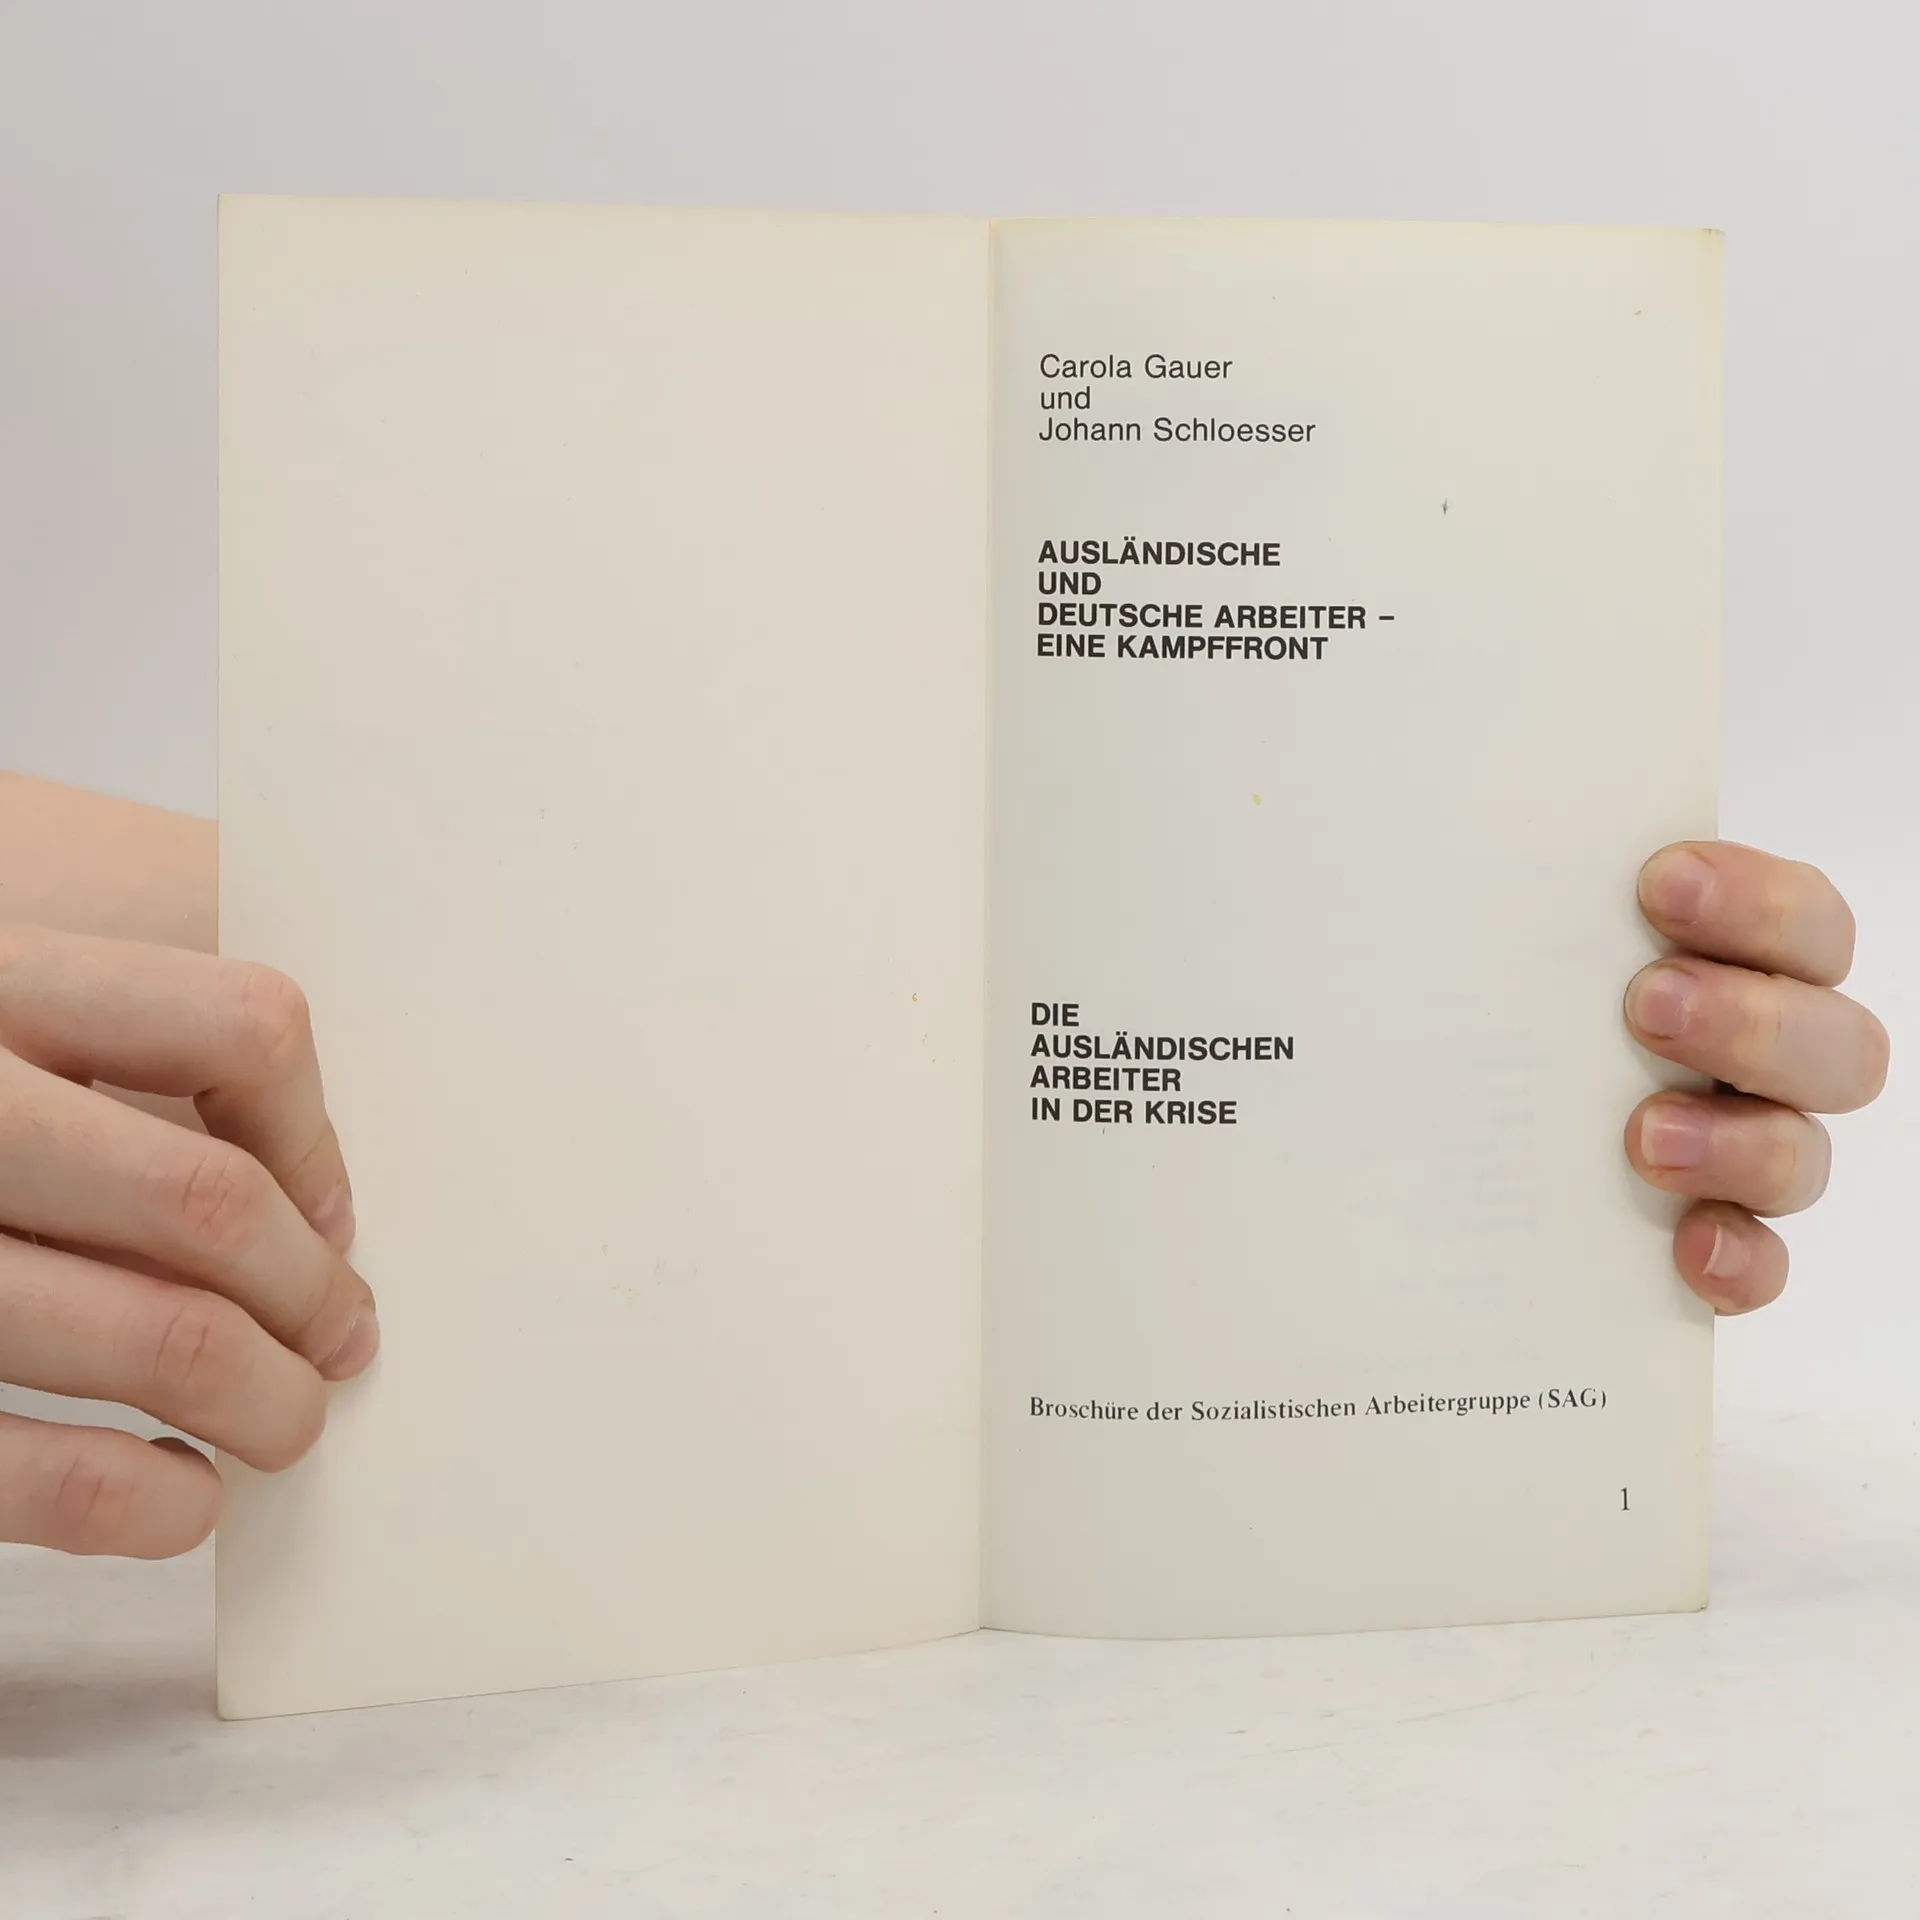 Carola Gauer
und
Johann Schloesser
AUSLÄNDISCHE
UND
DEUTSCHE ARBEITER –
EINE KAMPFFRONT
DIE
AUSLÄNDISCHEN
ARBEITER
IN DER KRISE
Broschüre der Sozialistischen Arbeitergruppe (SAG)
1